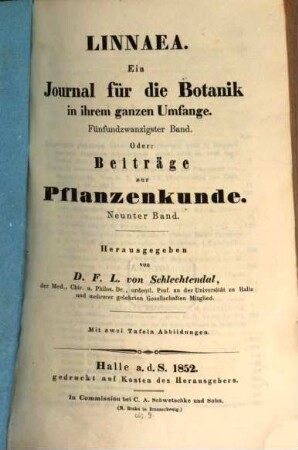 LINNAEA.
Ein
Journal für die Botanik
in ihrem ganzen Umfange.
Fünfundzwanzigster Band.
Oder:
Beiträge
zur
Pflanzenkunde.
Neunter Band.
Herausgegeben
von
D. F. L. von Schlechtendal,
der Med., Chir. u. Philos. Dr., ordentl. Prof. an der Universität zu Halle
und mehrerer gelehrten Gesellschaften Mitglied.
Mit zwei Tafeln Abbildungen.
Halle a. d. S. 1852.
gedruckt auf Kosten des Herausgebers.
In Commission bei C. A. Schwetschke und Sohn.
(M. Bruhn in Braunschweig.)